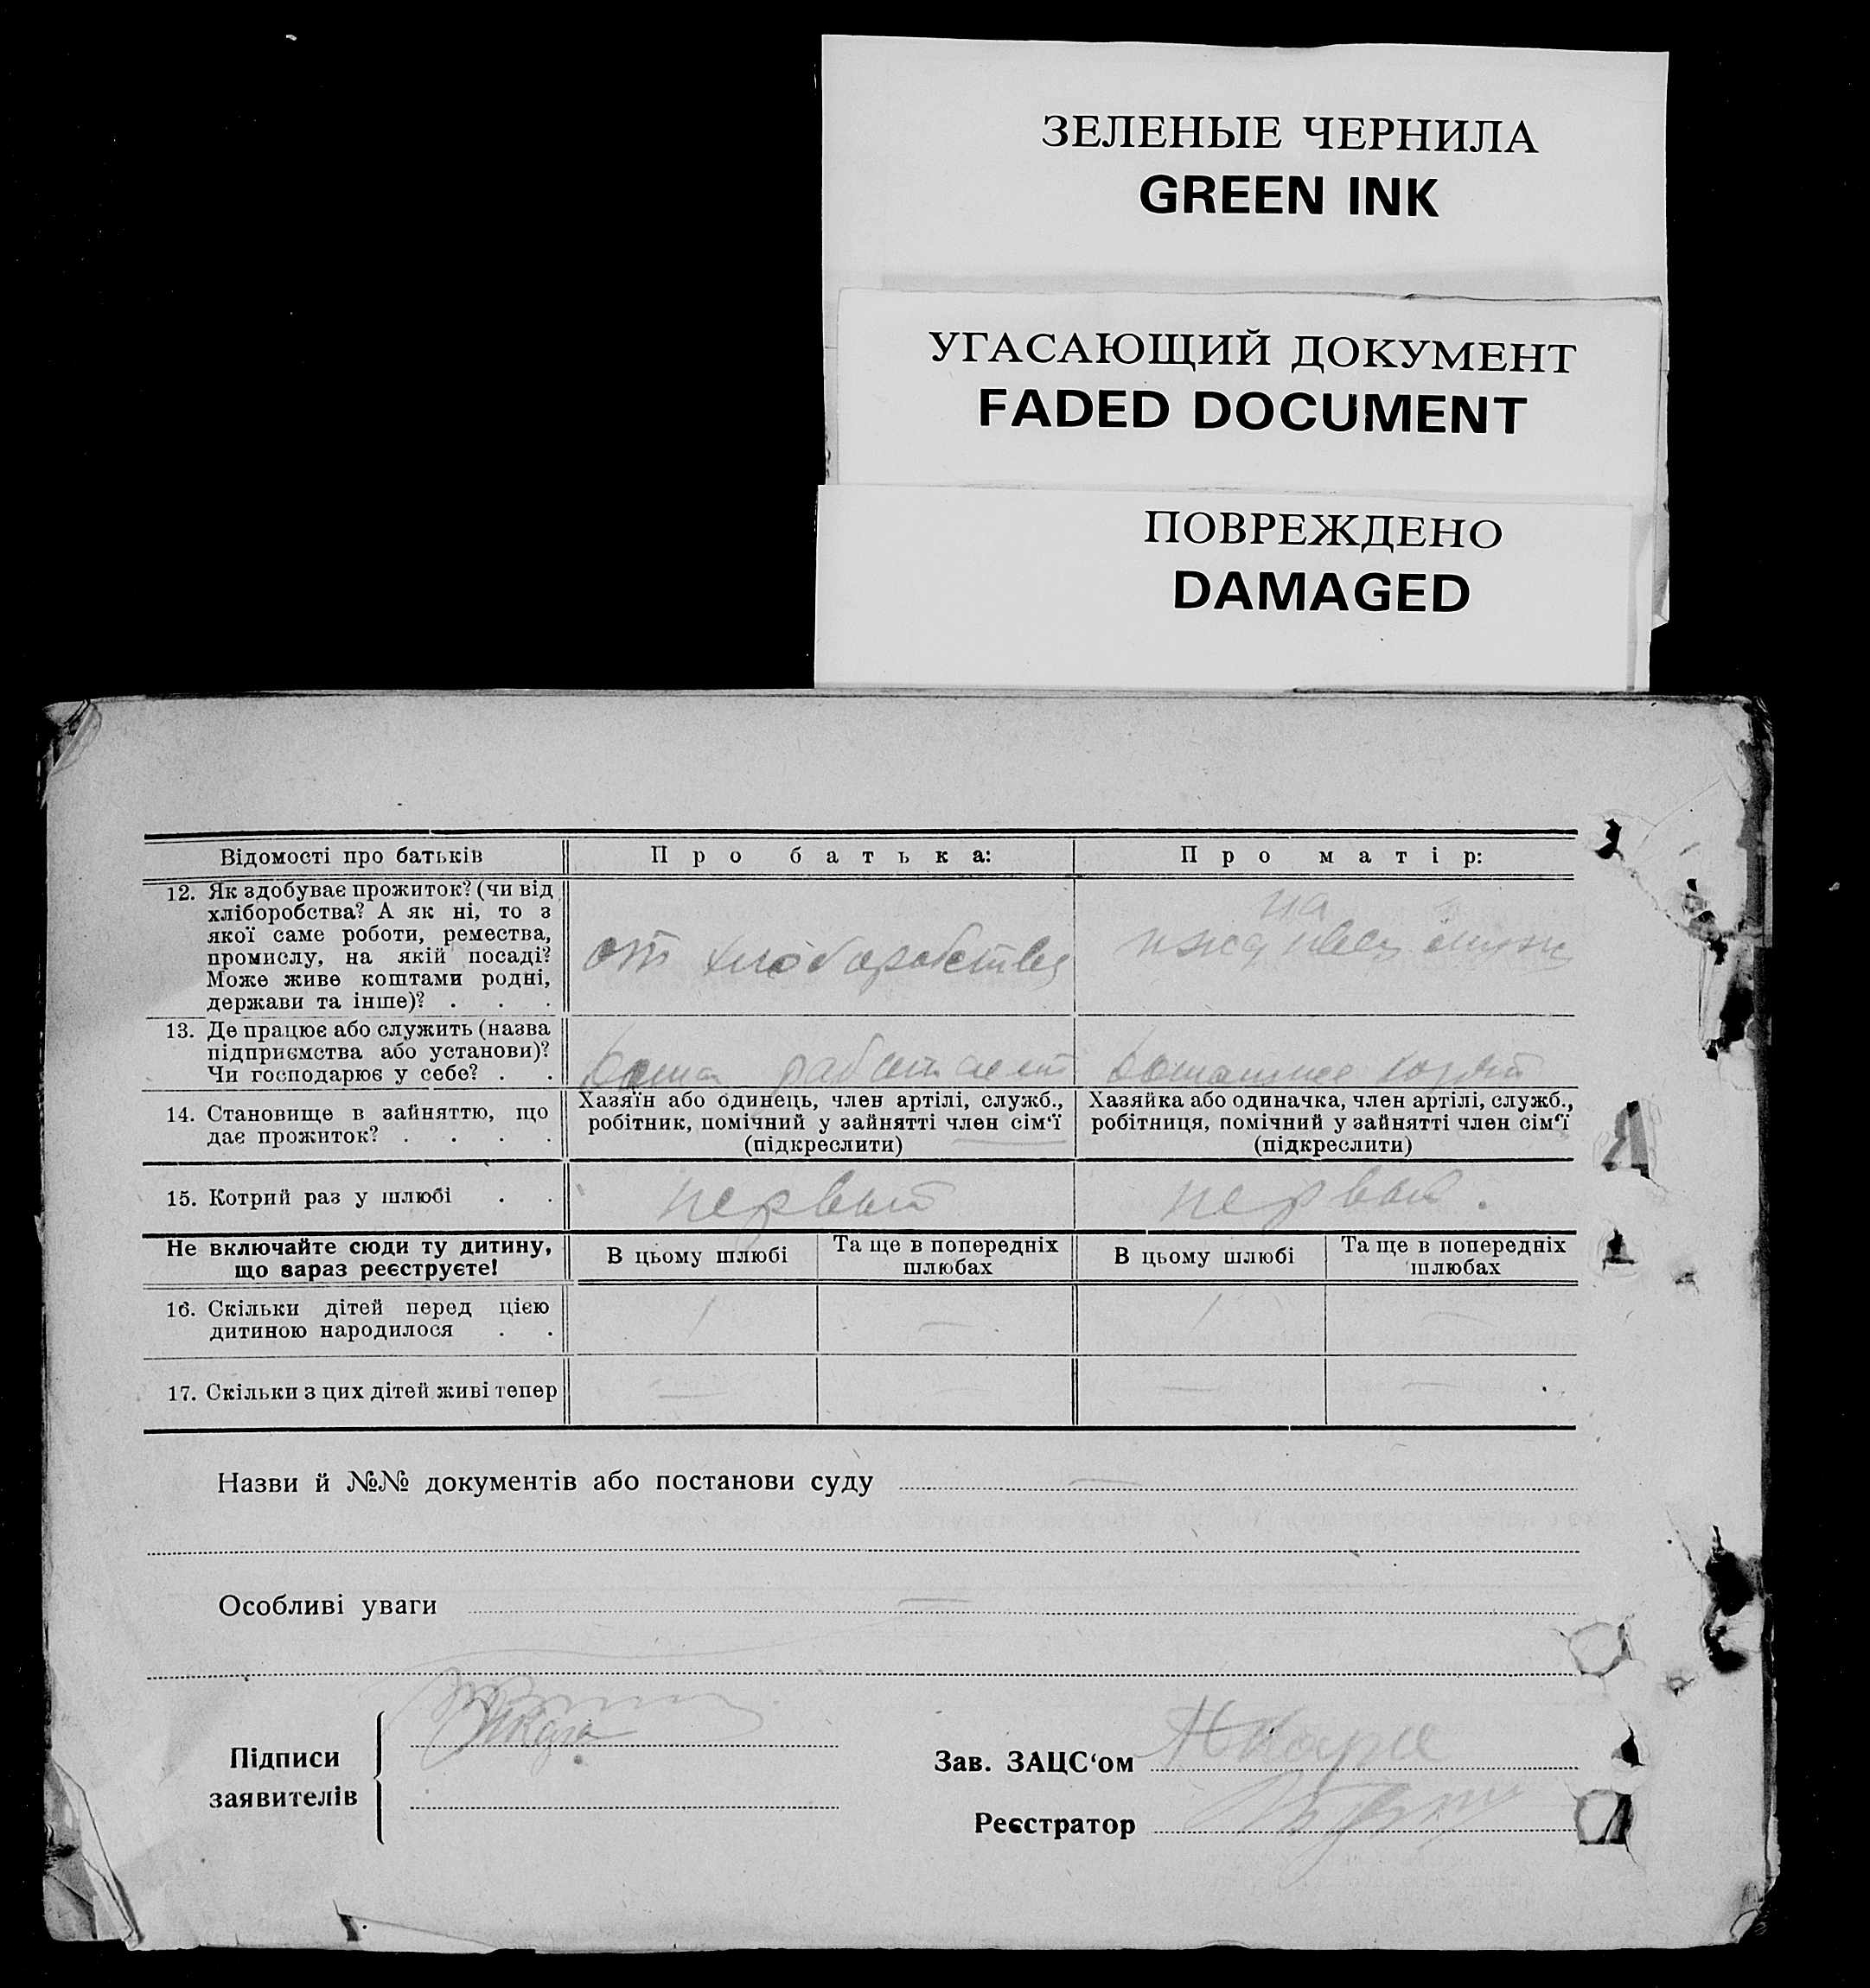 ЗЕЛЕНЫЕ ЧЕРНИЛА
GREEN INK
УГАСАЮЩИЙ ДОКУМЕНТ
FADED DOCUMENT
ПОВРЕЖДЕНО
DAMAGED
Відомості про батьків
Про батька:
Про матір:
12. Як здобуває прожиток? (чи від
хліборобства? А як ні, то з
якої саме роботи, ремества,
промислу, на якій посаді?
Може живе коштами родні,
держави та інше)? . . .
от хлоборобства
на
13. Де працює або служить (назва
підприємства або установи)?
Чи господарює у себе? . .
дома работает
14. Становище в зайняттю, що
дає прожиток? . . . .
Хазяїн або одинець, член артілі, служб.,
робітник, помічний у зайнятті член сім‘ї
(підкреслити)
Хазяйка або одиначка, член артілі, служб.,
робітниця, помічний у зайнятті член сім‘ї
(підкреслити)
15. Котрий раз у шлюбі . .
первый
первый.
Не включайте сюди ту дитину,
що зараз реєструєте!
В цьому шлюбі
Та ще в попередніх
шлюбах
В цьому шлюбі
Та ще в попередніх
шлюбах
16. Скільки дітей перед цією
дитиною народилося . .
1
—
1
—
17. Скільки з цих дітей живі тепер
—
—
—
Назви й №№ документів або постанови суду —
Особливі уваги —
Підписи
заявителів
Зав. ЗАЦС‘ом
Реєстратор